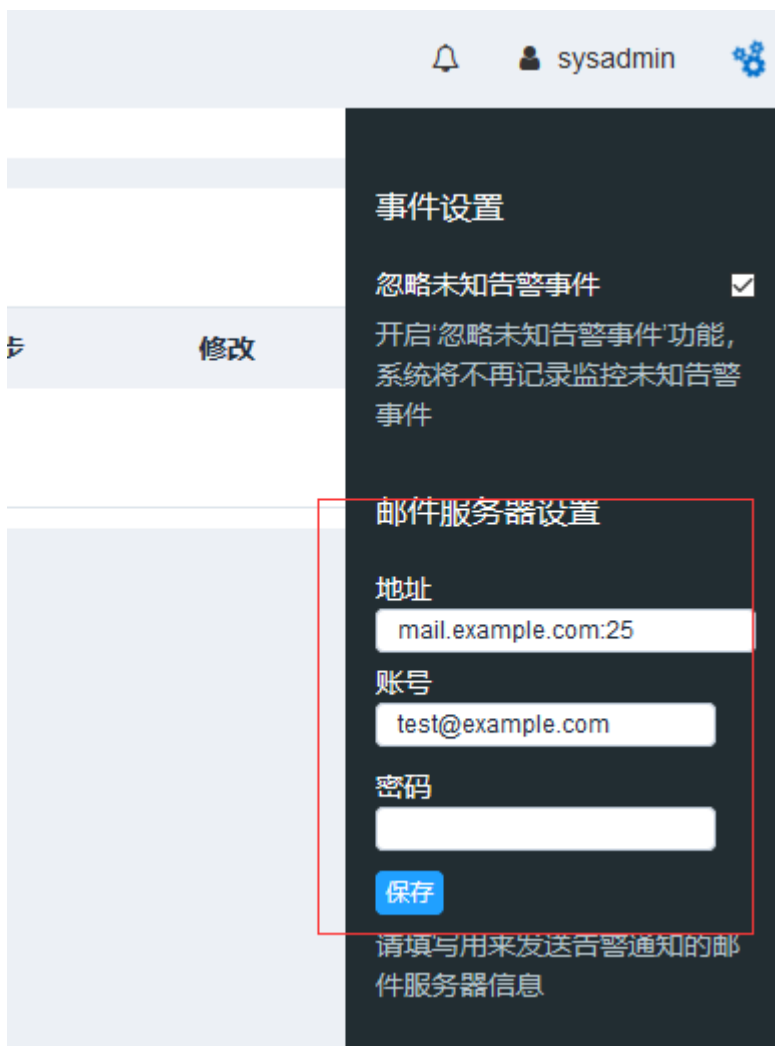 sysadmin
事件设置
忽略未知告警事件
修改
开启'忽略未知告警事件'功能，
系统将不再记录监控未知告警
事件
邮件服务器设置
地址
mail.example.com:25
账号
test@example.com
密码
保存
请填写用来发送告警通知的邮
件服务器信息